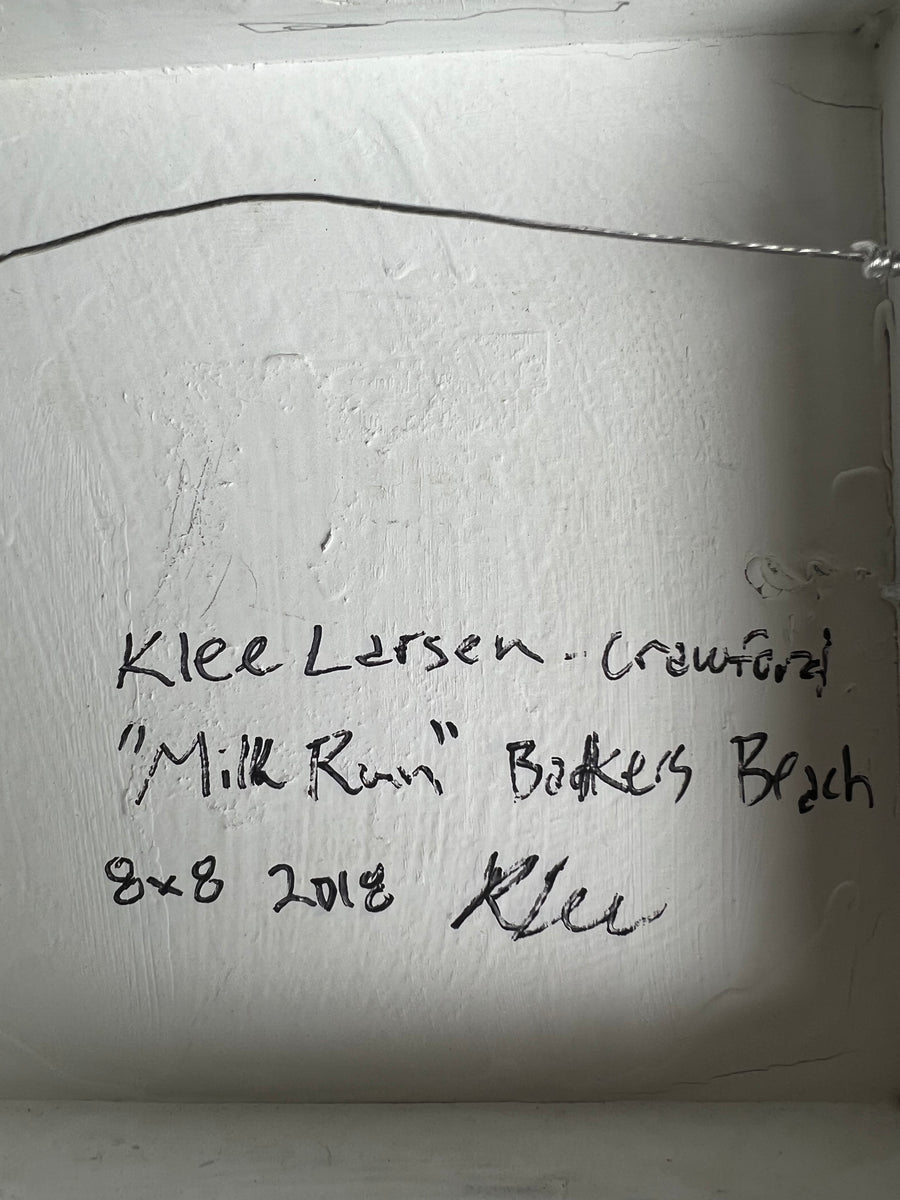 Klee Larsen - Crawford
"Milk Run" Backers Beach
8x8 2018 Klee